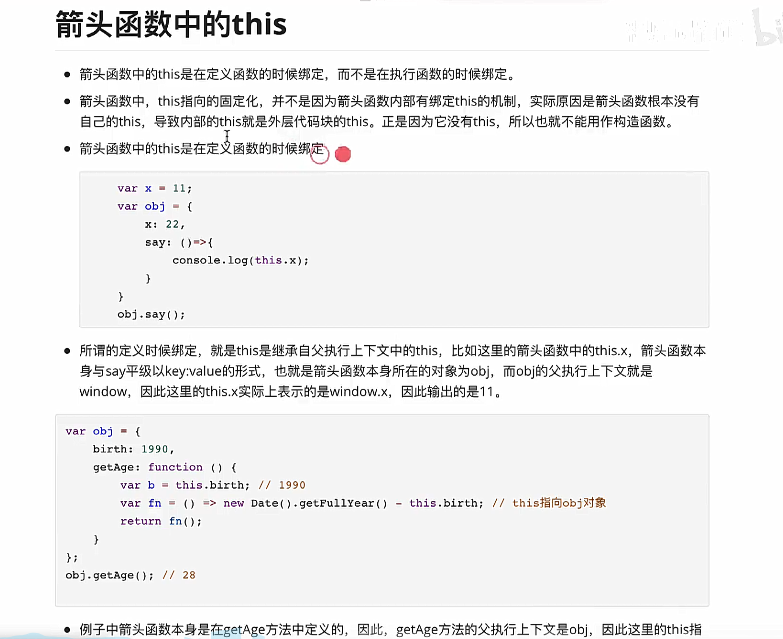 箭头函数中的this
箭头函数中的this是在定义函数的时候绑定，而不是在执行函数的时候绑定。
箭头函数中，this指向的固定化，并不是因为箭头函数内部有绑定this的机制，实际原因是箭头函数根本没有
自己的this，导致内部的this就是外层代码块的this。正是因为它没有this，所以也就不能用作构造函数。
箭头函数中的this是在定义函数的时候绑定
var x = 11;
var obj = {
x: 22,
say: ()=>{
console.log(this.x);
}
}
obj.say();
所谓的定义时候绑定，就是this是继承自父执行上下文中的this，比如这里的箭头函数中的this.x，箭头函数本
身与say平级以key:value的形式，也就是箭头函数本身所在的对象为obj，而obj的父执行上下文就是
window，因此这里的this.x实际上表示的是window.x，因此输出的是11。
var obj = {
birth: 1990,
getAge: function () {
var b = this.birth; // 1990
var fn = () => new Date().getFullYear() - this.birth; // this指向obj对象
return fn();
}
};
obj.getAge(); // 28
例子中箭头函数本身是在getAge方法中定义的，因此，getAge方法的父执行上下文是obj，因此这里的this指